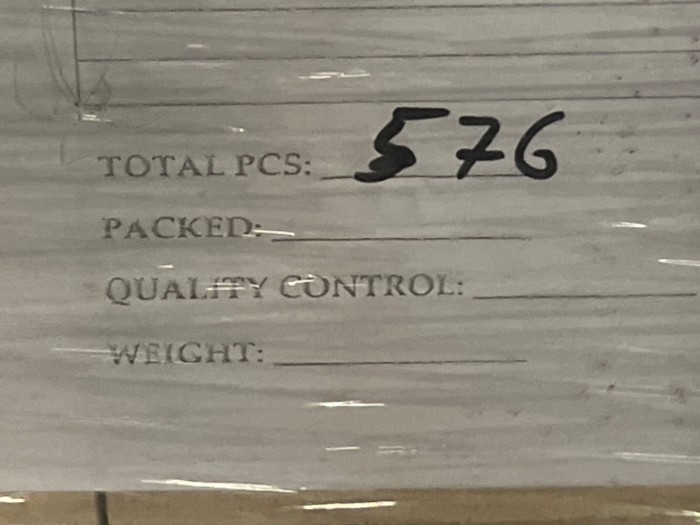 TOTAL PCS: 576
PACKED:
QUALITY CONTROL:
WEIGHT: